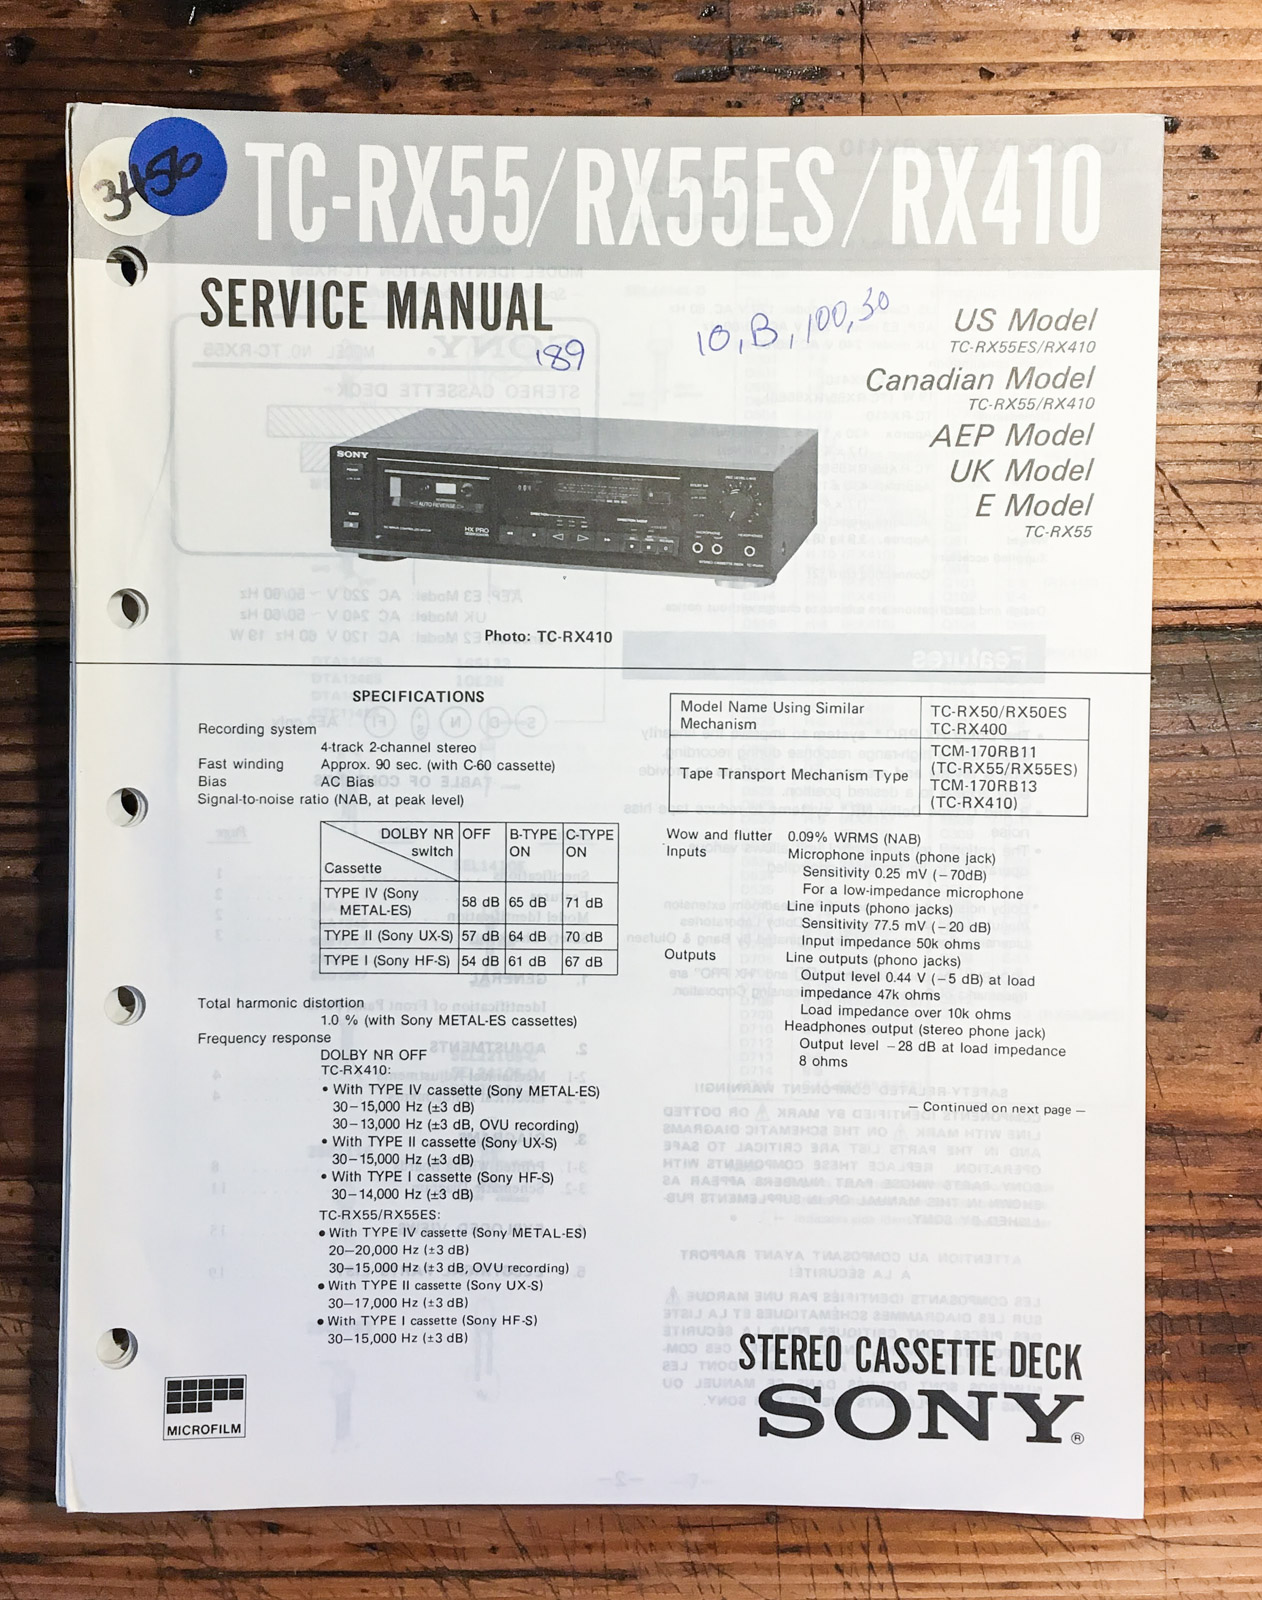 3456
TC-RX55/RX55ES/RX410
SERVICE MANUAL
'89
10, B, 100, 30
US Model
TC-RX55ES/RX410
Canadian Model
TC-RX55/RX410
AEP Model
UK Model
E Model
TC-RX55
SONY
AUTO REVERSE
HX PRO
Photo: TC-RX410
SPECIFICATIONS
Recording system
4-track 2-channel stereo
Fast winding Approx. 90 sec. (with C-60 cassette)
Bias AC Bias
Signal-to-noise ratio (NAB, at peak level)
DOLBY NR switch OFF B-TYPE ON C-TYPE ON
Cassette
TYPE IV (Sony METAL-ES) 58 dB 65 dB 71 dB
TYPE II (Sony UX-S) 57 dB 64 dB 70 dB
TYPE I (Sony HF-S) 54 dB 61 dB 67 dB
Total harmonic distortion
1.0 % (with Sony METAL-ES cassettes)
Frequency response
DOLBY NR OFF
TC-RX410:
• With TYPE IV cassette (Sony METAL-ES)
30–15,000 Hz (±3 dB)
30–13,000 Hz (±3 dB, OVU recording)
• With TYPE II cassette (Sony UX-S)
30–15,000 Hz (±3 dB)
• With TYPE I cassette (Sony HF-S)
30–14,000 Hz (±3 dB)
TC-RX55/RX55ES:
• With TYPE IV cassette (Sony METAL-ES)
20–20,000 Hz (±3 dB)
30–15,000 Hz (±3 dB, OVU recording)
• With TYPE II cassette (Sony UX-S)
30–17,000 Hz (±3 dB)
• With TYPE I cassette (Sony HF-S)
30–15,000 Hz (±3 dB)
MICROFILM
Model Name Using Similar Mechanism
TC-RX50/RX50ES
TC-RX400
Tape Transport Mechanism Type
TCM-170RB11
(TC-RX55/RX55ES)
TCM-170RB13
(TC-RX410)
Wow and flutter 0.09% WRMS (NAB)
Inputs Microphone inputs (phone jack)
Sensitivity 0.25 mV (−70dB)
For a low-impedance microphone
Line inputs (phono jacks)
Sensitivity 77.5 mV (−20 dB)
Input impedance 50k ohms
Outputs Line outputs (phono jacks)
Output level 0.44 V (−5 dB) at load
impedance 47k ohms
Load impedance over 10k ohms
Headphones output (stereo phone jack)
Output level −28 dB at load impedance
8 ohms
— Continued on next page —
STEREO CASSETTE DECK
SONY®